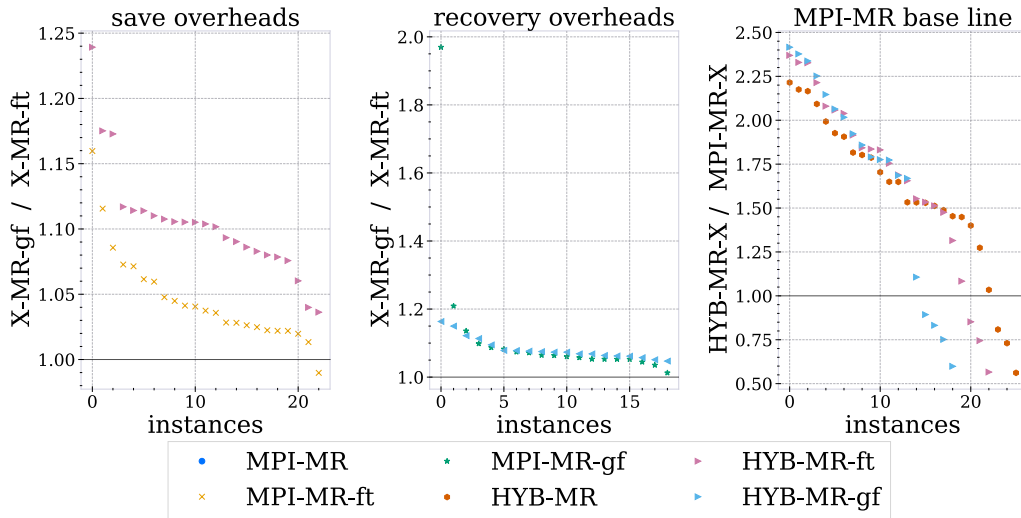 save overheads
recovery overheads
MPI-MR base line
X-MR-gf / X-MR-ft
1.25
1.20
1.15
1.10
1.05
1.00
0
10
20
instances
X-MR-gf / X-MR-ft
2.0
1.8
1.6
1.4
1.2
1.0
0
5
10
15
instances
HYB-MR-X / MPI-MR-X
2.50
2.25
2.00
1.75
1.50
1.25
1.00
0.75
0.50
0
10
20
instances
MPI-MR
MPI-MR-gf
HYB-MR-ft
MPI-MR-ft
HYB-MR
HYB-MR-gf